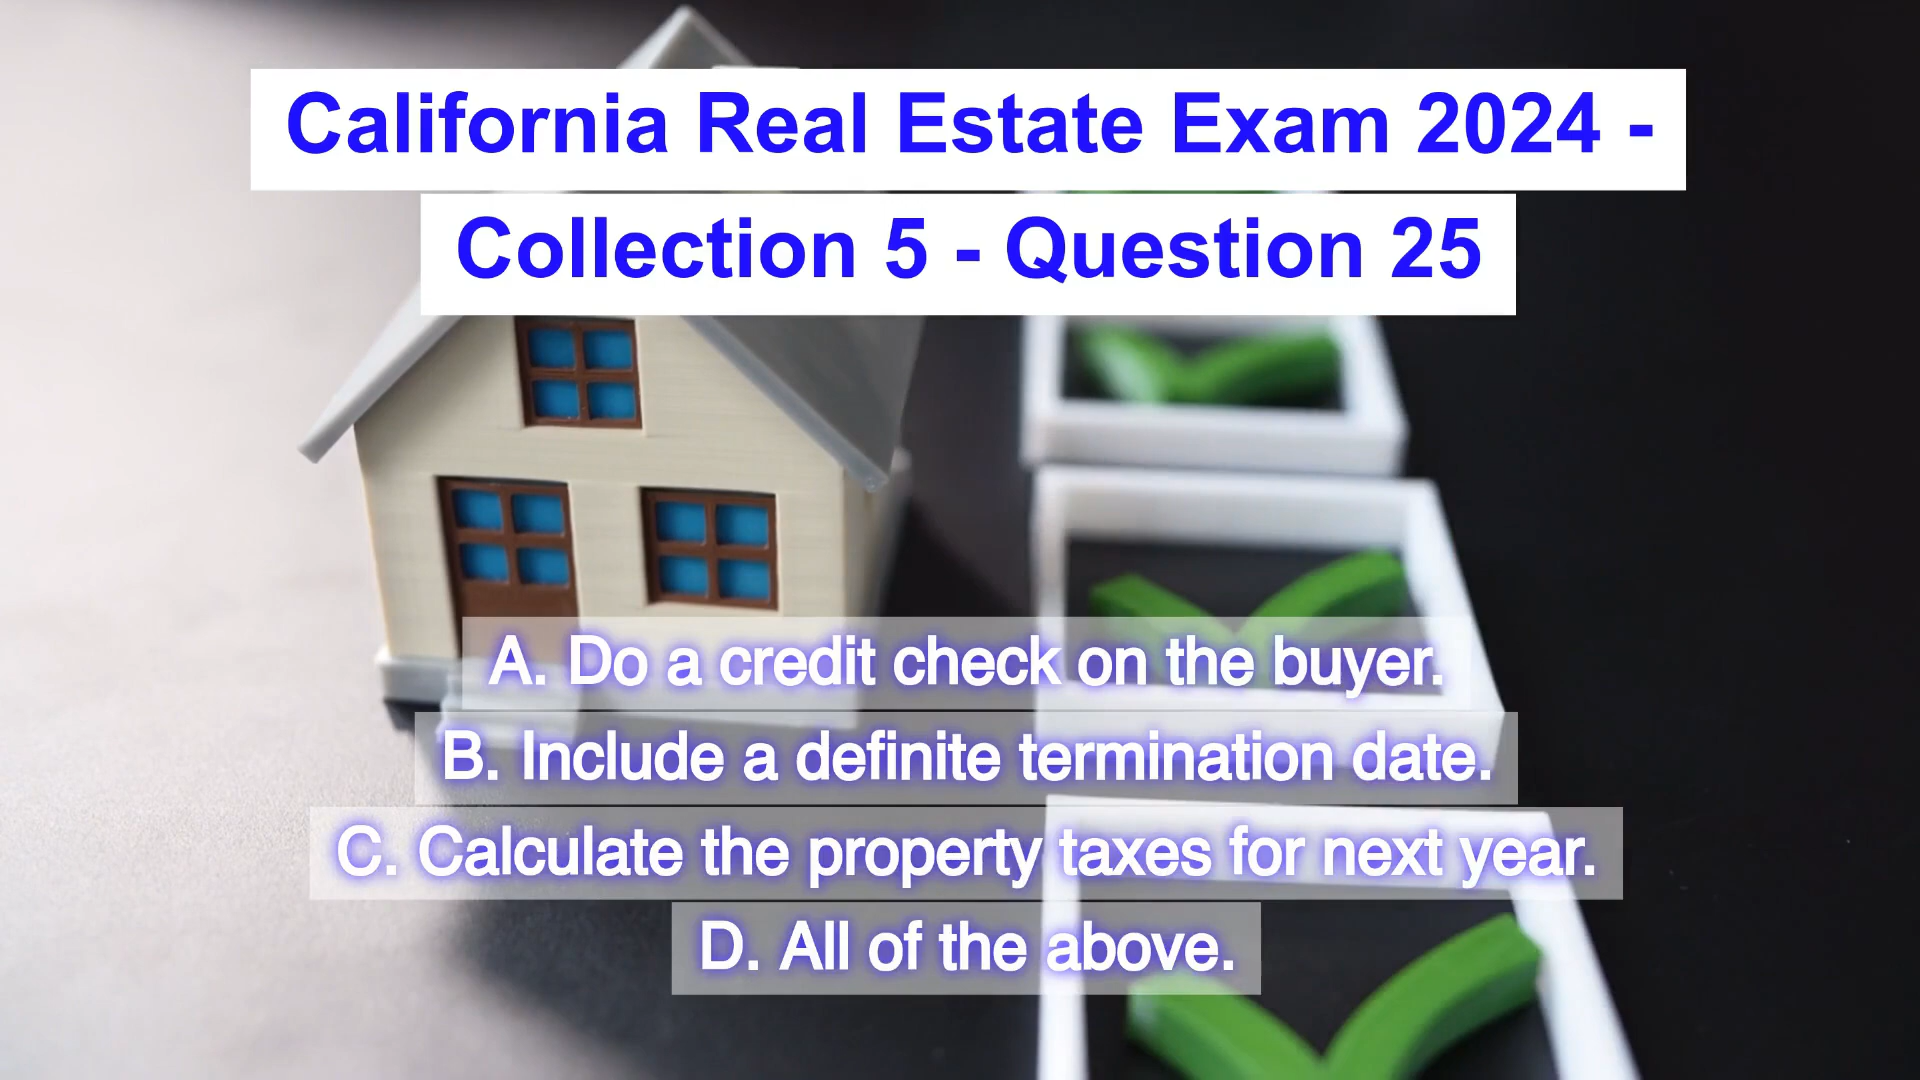 California Real Estate Exam 2024 -
Collection 5 - Question 25
A. Do a credit check on the buyer.
B. Include a definite termination date.
C. Calculate the property taxes for next year.
D. All of the above.